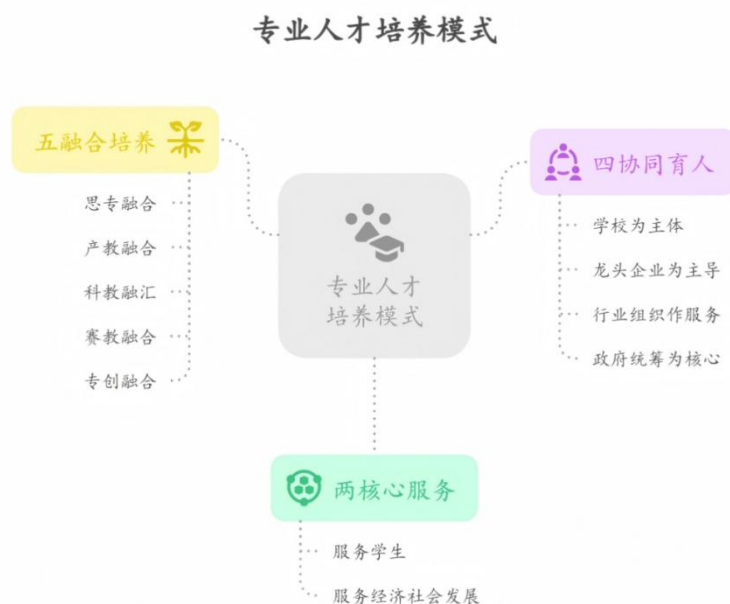 专业人才培养模式
五融合培养
思专融合
产教融合
科教融汇
赛教融合
专创融合
专业人才
培养模式
四协同育人
学校为主体
龙头企业为主导
行业组织作服务
政府统筹为核心
两核心服务
服务学生
服务经济社会发展